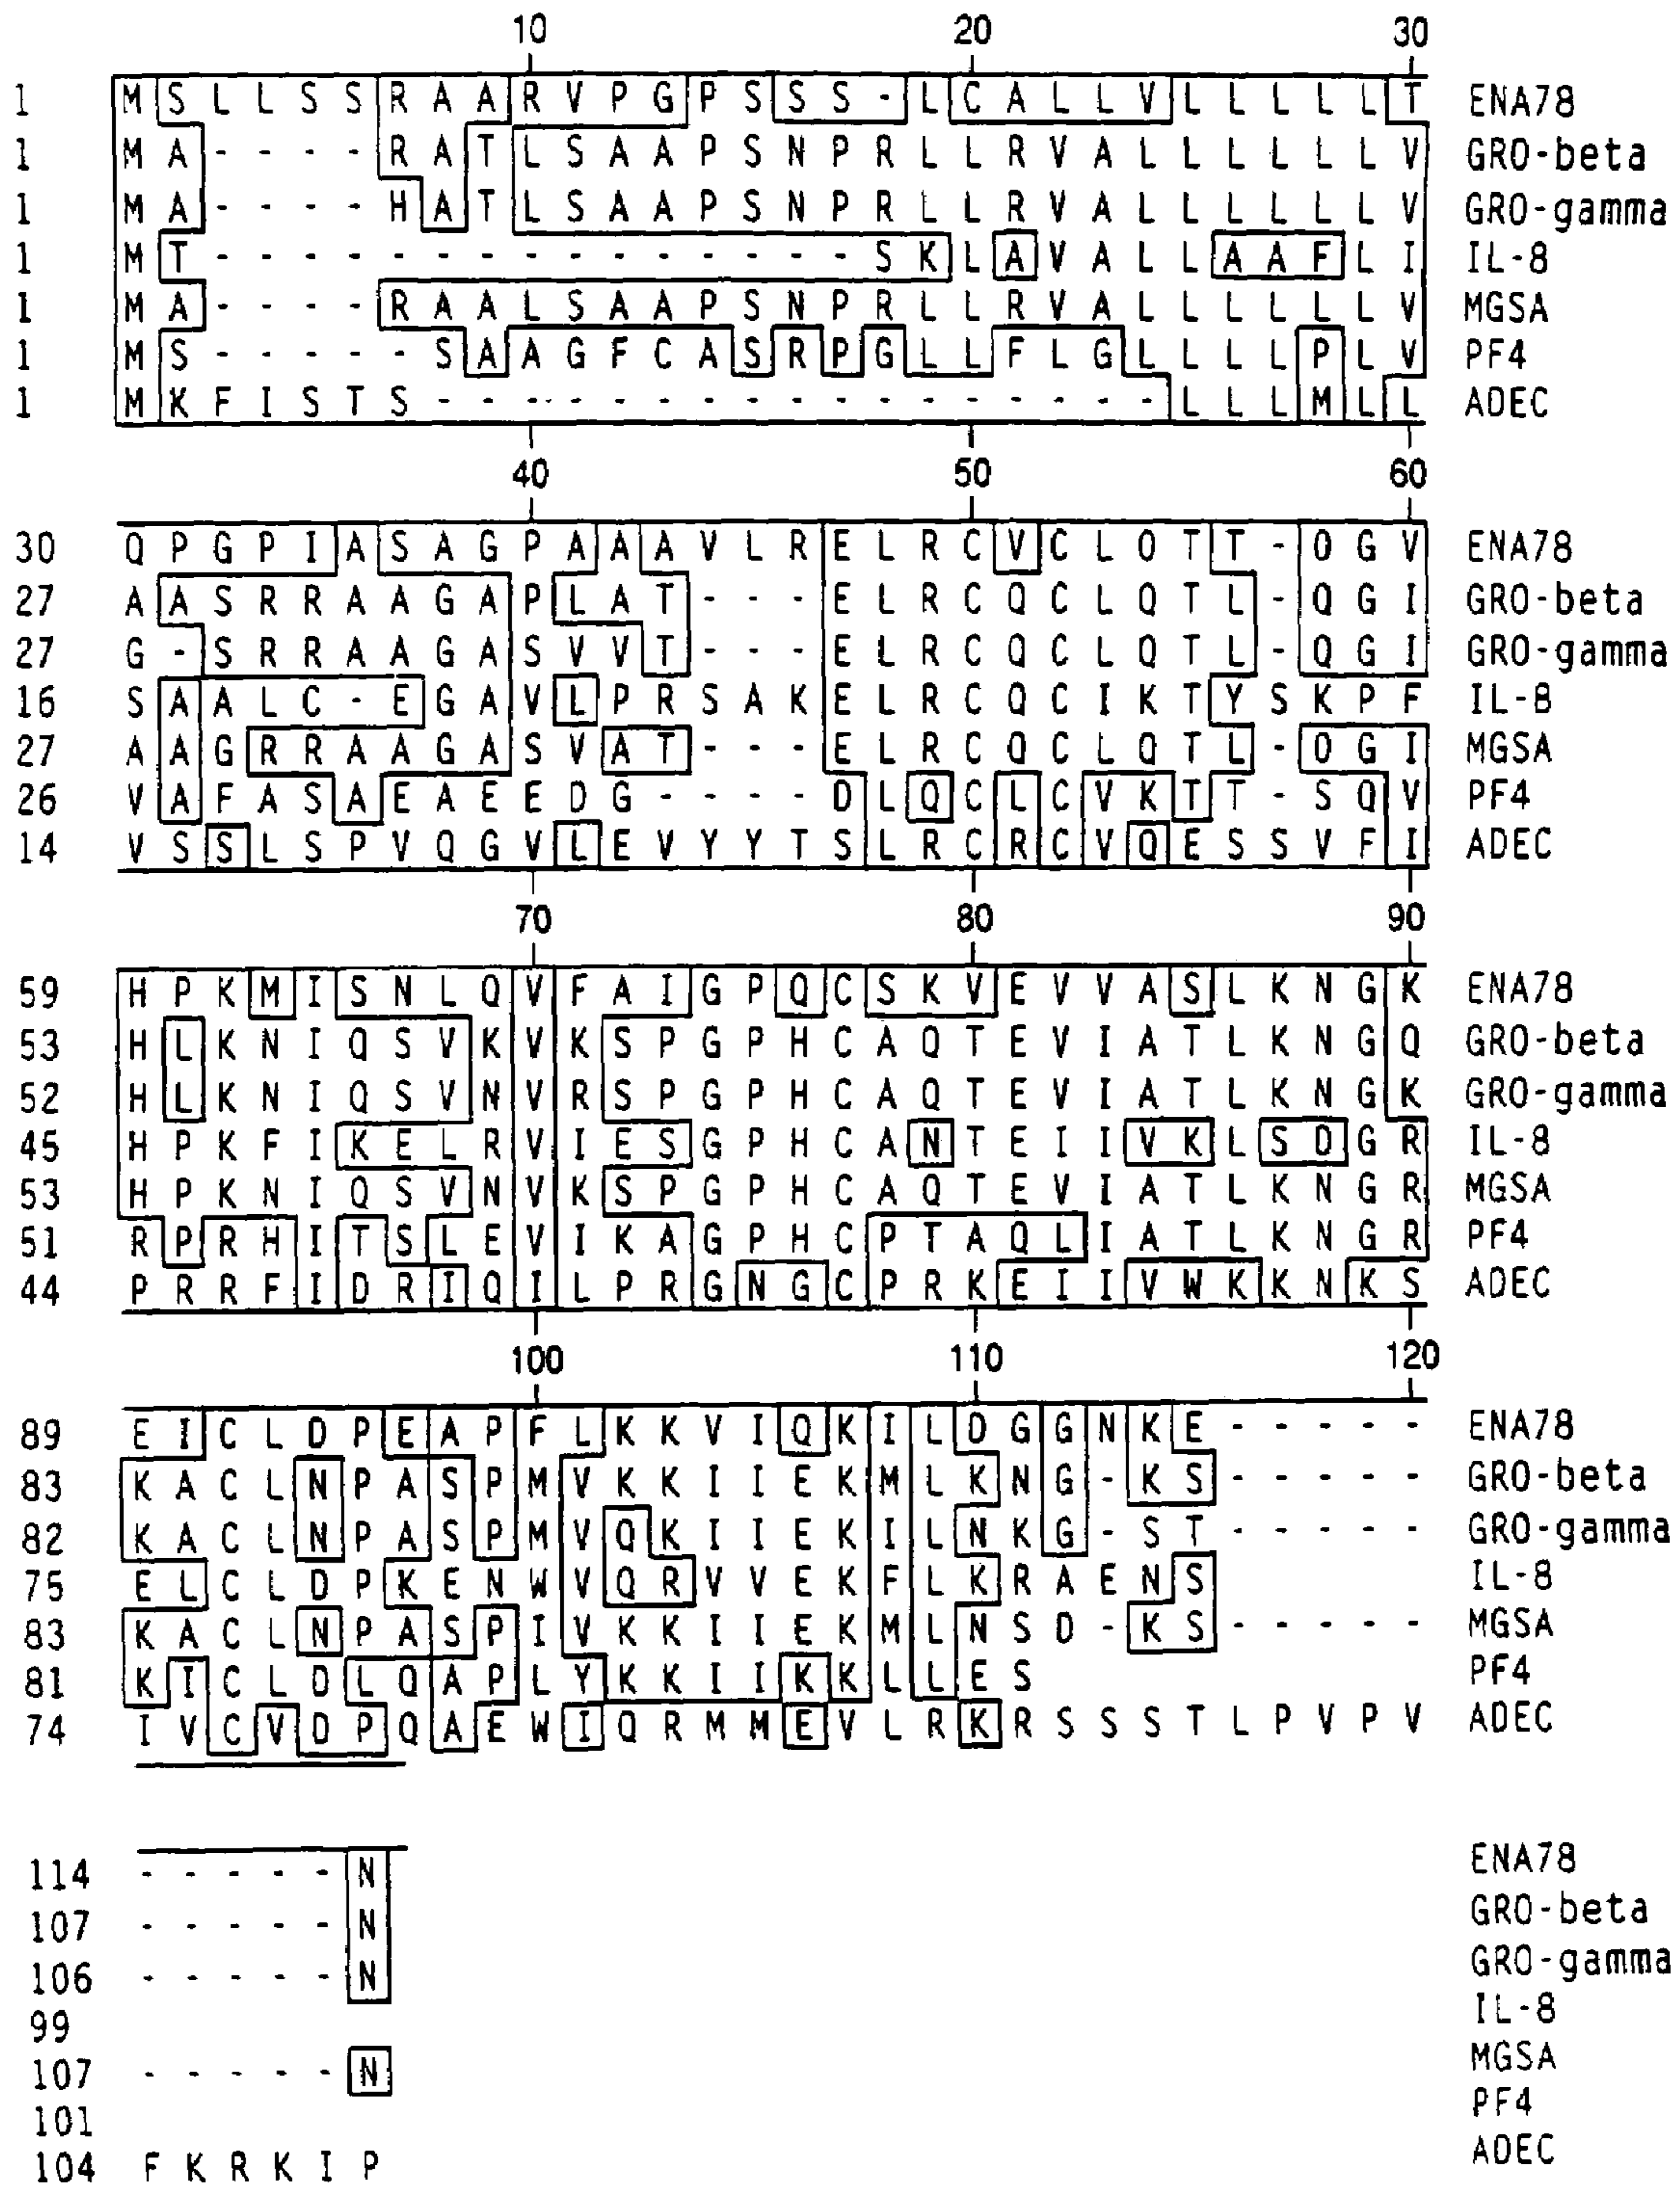 10 20 30
1 M S L L S S R A A R V P G P S S S - L C A L L V L L L L L T ENA78
1 M A - - - - R A T L S A A P S N P R L L R V A L L L L L L V GRO-beta
1 M A - - - - H A T L S A A P S N P R L L R V A L L L L L L V GRO-gamma
1 M T - - - - - - - - - - - - - - - S K L A V A L L A A F L I IL-8
1 M A - - - - R A A L S A A P S N P R L L R V A L L L L L L V MGSA
1 M S - - - - - S A A G F C A S R P G L L F L G L L L L P L V PF4
1 M K F I S T S - - - - - - - - - - - - - - - - - L L L M L L ADEC
40 50 60
30 Q P G P I A S A G P A A A V L R E L R C V C L O T T - O G V ENA78
27 A A S R R A A G A P L A T - - - E L R C Q C L Q T L - Q G I GRO-beta
27 G - S R R A A G A S V V T - - - E L R C Q C L Q T L - Q G I GRO-gamma
16 S A A L C - E G A V L P R S A K E L R C Q C I K T Y S K P F IL-8
27 A A G R R A A G A S V A T - - - E L R C Q C L Q T L - O G I MGSA
26 V A F A S A E A E E D G - - - - D L Q C L C V K T T - S Q V PF4
14 V S S L S P V Q G V L E V Y Y T S L R C R C V Q E S S V F I ADEC
70 80 90
59 H P K M I S N L Q V F A I G P Q C S K V E V V A S L K N G K ENA78
53 H L K N I Q S V K V K S P G P H C A Q T E V I A T L K N G Q GRO-beta
52 H L K N I Q S V N V R S P G P H C A Q T E V I A T L K N G K GRO-gamma
45 H P K F I K E L R V I E S G P H C A N T E I I V K L S D G R IL-8
53 H P K N I Q S V N V K S P G P H C A Q T E V I A T L K N G R MGSA
51 R P R H I T S L E V I K A G P H C P T A Q L I A T L K N G R PF4
44 P R R F I D R I Q I L P R G N G C P R K E I I V W K K N K S ADEC
100 110 120
89 E I C L D P E A P F L K K V I Q K I L D G G N K E - - - - - ENA78
83 K A C L N P A S P M V K K I I E K M L K N G - K S - - - - - GRO-beta
82 K A C L N P A S P M V Q K I I E K I L N K G - S T - - - - - GRO-gamma
75 E L C L D P K E N W V Q R V V E K F L K R A E N S IL-8
83 K A C L N P A S P I V K K I I E K M L N S D - K S - - - - - MGSA
81 K I C L D L Q A P L Y K K I I K K L L E S PF4
74 I V C V D P Q A E W I Q R M M E V L R K R S S S T L P V P V ADEC
114 - - - - - N ENA78
107 - - - - - N GRO-beta
106 - - - - - N GRO-gamma
99 IL-8
107 - - - - - N MGSA
101 PF4
104 F K R K I P ADEC